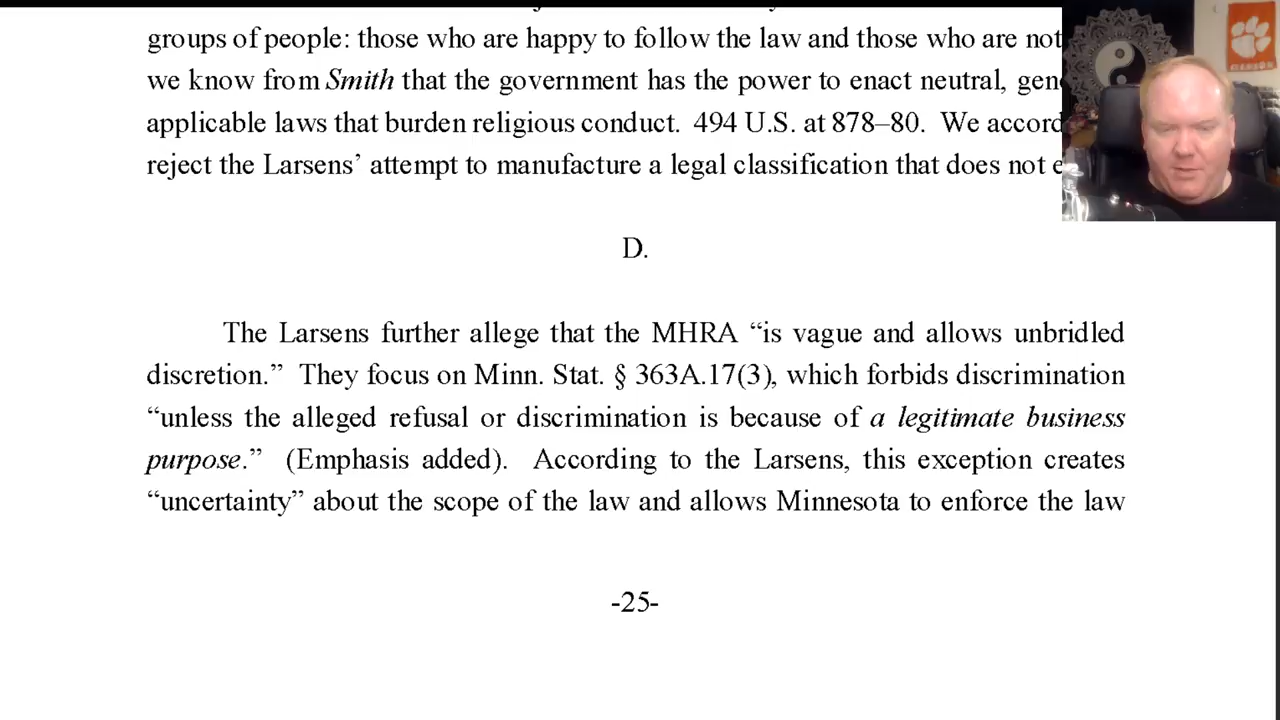 groups of people: those who are happy to follow the law and those who are not
we know from Smith that the government has the power to enact neutral,
applicable laws that burden religious conduct. 494 U.S. at 878–80. We
reject the Larsens’ attempt to manufacture a legal classification that does not
D.
The Larsens further allege that the MHRA “is vague and allows unbridled
discretion.” They focus on Minn. Stat. § 363A.17(3), which forbids discrimination
“unless the alleged refusal or discrimination is because of a legitimate business
purpose.” (Emphasis added). According to the Larsens, this exception creates
“uncertainty” about the scope of the law and allows Minnesota to enforce the law
-25-